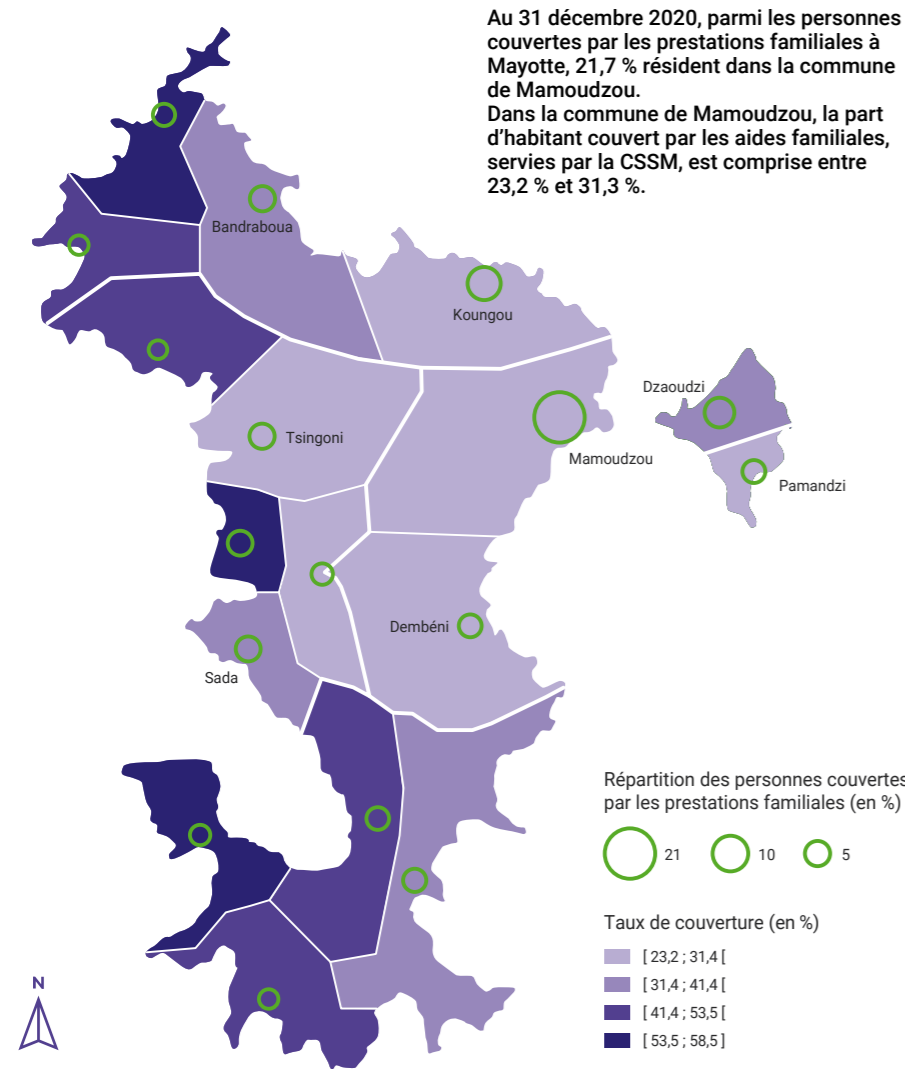 Au 31 décembre 2020, parmi les personnes
couvertes par les prestations familiales à
Mayotte, 21,7 % résident dans la commune
de Mamoudzou.
Dans la commune de Mamoudzou, la part
d'habitant couvert par les aides familiales,
servies par la CSSM, est comprise entre
23,2 % et 31,3 %.
Bandraboua
Koungou
Dzaoudzi
Tsingoni
Mamoudzou
Pamandzi
Dembéni
Sada
Répartition des personnes couvertes
par les prestations familiales (en %)
21 10 5
Taux de couverture (en %)
[ 23,2 ; 31,4 [
[ 31,4 ; 41,4 [
[ 41,4 ; 53,5 [
[ 53,5 ; 58,5 ]
N